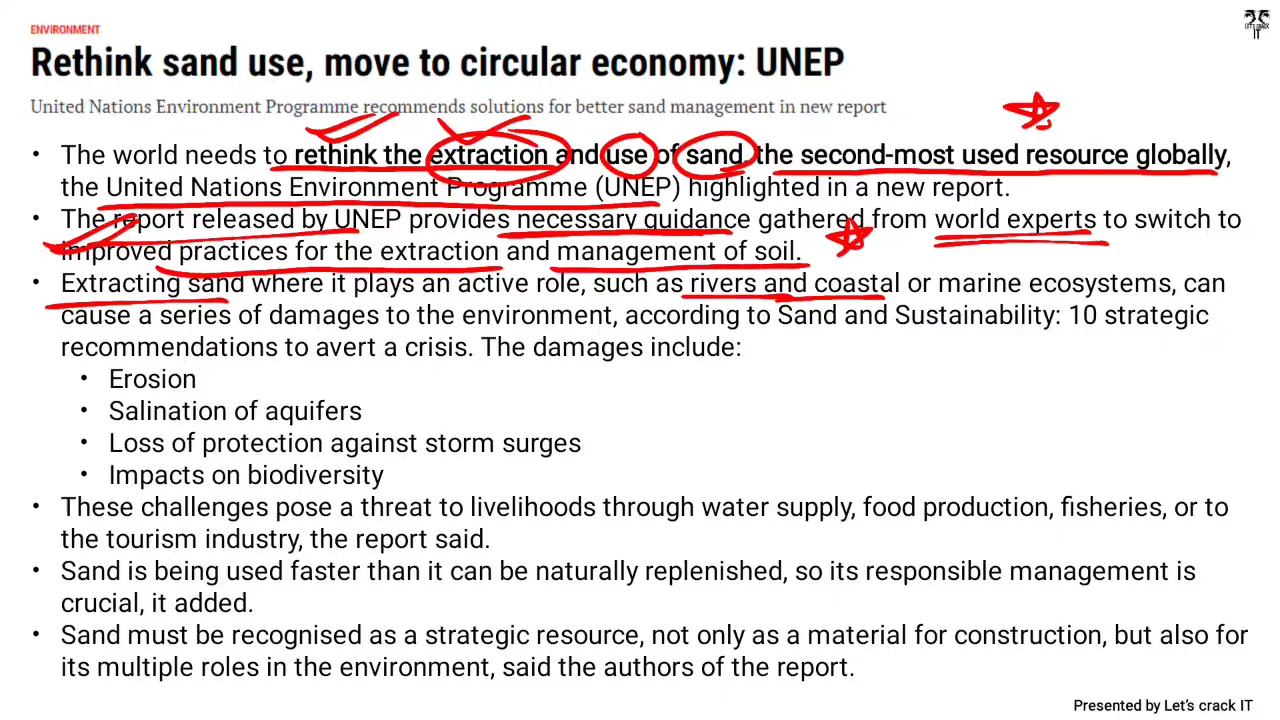 ENVIRONMENT
LET'S CRACK
IT
Rethink sand use, move to circular economy: UNEP
United Nations Environment Programme recommends solutions for better sand management in new report
• The world needs to rethink the extraction and use of sand, the second-most used resource globally,
the United Nations Environment Programme (UNEP) highlighted in a new report.
• The report released by UNEP provides necessary guidance gathered from world experts to switch to
improved practices for the extraction and management of soil.
• Extracting sand where it plays an active role, such as rivers and coastal or marine ecosystems, can
cause a series of damages to the environment, according to Sand and Sustainability: 10 strategic
recommendations to avert a crisis. The damages include:
• Erosion
• Salination of aquifers
• Loss of protection against storm surges
• Impacts on biodiversity
• These challenges pose a threat to livelihoods through water supply, food production, fisheries, or to
the tourism industry, the report said.
• Sand is being used faster than it can be naturally replenished, so its responsible management is
crucial, it added.
• Sand must be recognised as a strategic resource, not only as a material for construction, but also for
its multiple roles in the environment, said the authors of the report.
Presented by Let's crack IT